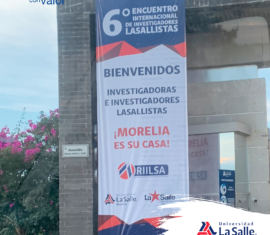 con valor
6° ENCUENTRO
INTERNACIONAL
DE INVESTIGADORES
LASALLISTAS
BIENVENIDOS
INVESTIGADORAS
E INVESTIGADORES
LASALLISTAS
¡MORELIA
ES SU CASA!
RIILSA
La Salle
La Salle
Universidad
La Salle